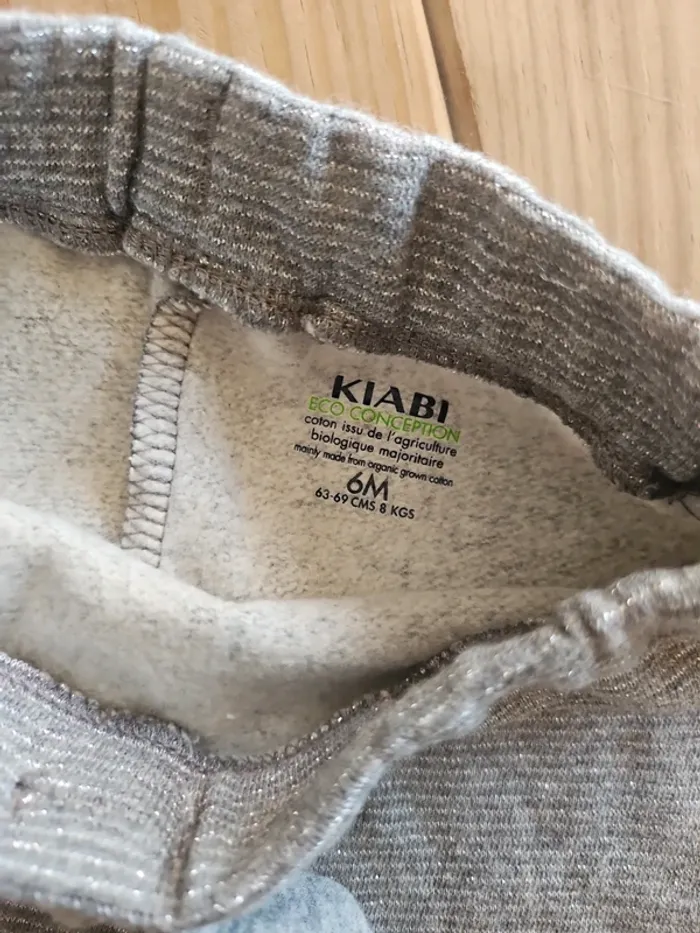 KIABI
ECO CONCEPTION
coton issu de l'agriculture
biologique majoritaire
mainly made from organic grown cotton
6M
63-69 CMS 8 KGS